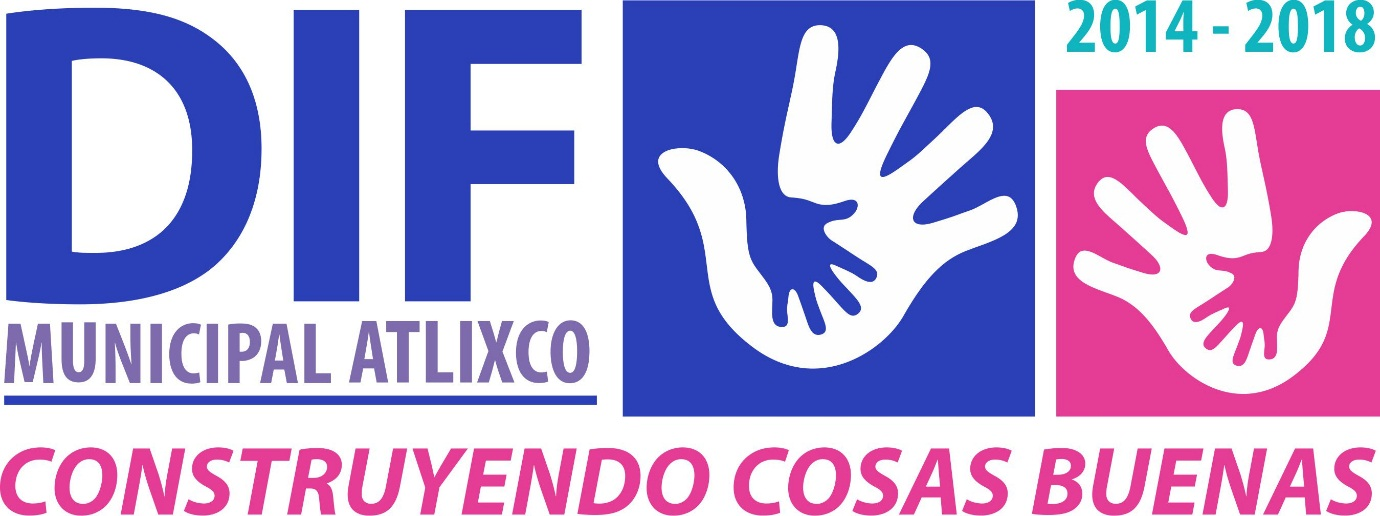 DIF
MUNICIPAL ATLIXCO
2014 - 2018
CONSTRUYENDO COSAS BUENAS